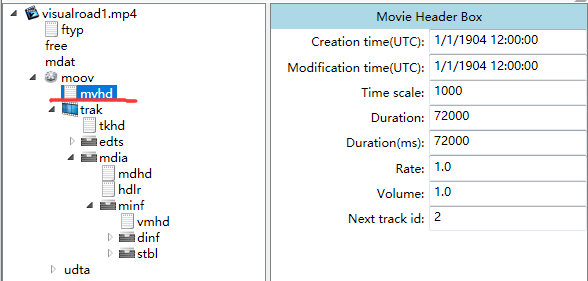 visualroad1.mp4
ftyp
free
mdat
moov
mvhd
trak
tkhd
edts
mdia
mdhd
hdlr
minf
vmhd
dinf
stbl
udta
Movie Header Box
Creation time(UTC): 1/1/1904 12:00:00
Modification time(UTC): 1/1/1904 12:00:00
Time scale: 1000
Duration: 72000
Duration(ms): 72000
Rate: 1.0
Volume: 1.0
Next track id: 2